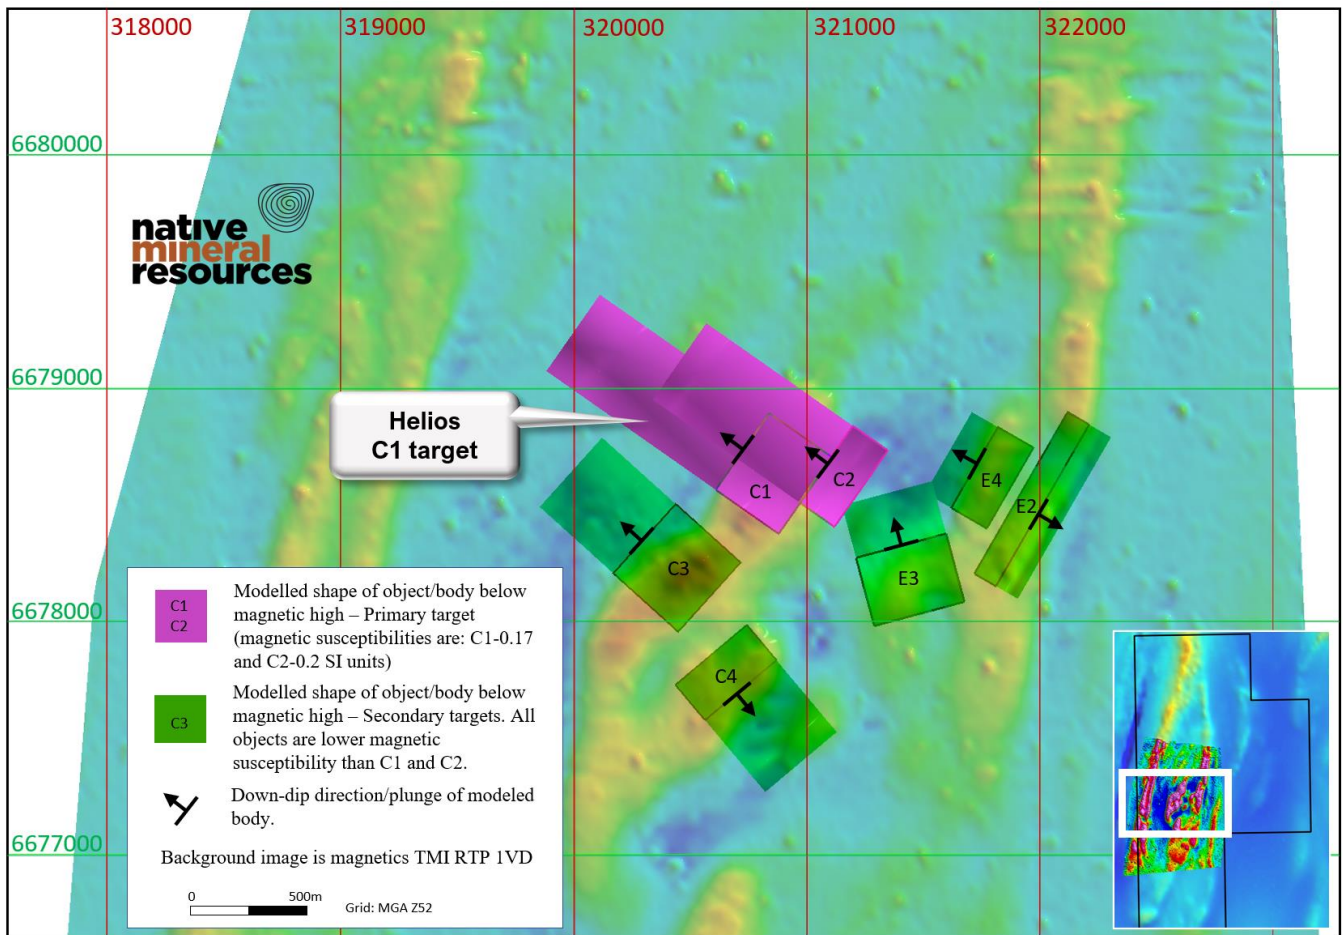 318000
319000
320000
321000
322000
6680000
native
mineral
resources
6679000
Helios
C1 target
C1
C2
E4
E2
C3
E3
6678000
C4
C1
C2
Modelled shape of object/body below
magnetic high – Primary target
(magnetic susceptibilities are: C1-0.17
and C2-0.2 SI units)
C3
Modelled shape of object/body below
magnetic high – Secondary targets. All
objects are lower magnetic
susceptibility than C1 and C2.
Down-dip direction/plunge of modeled
body.
6677000
Background image is magnetics TMI RTP 1VD
0 500m
Grid: MGA Z52